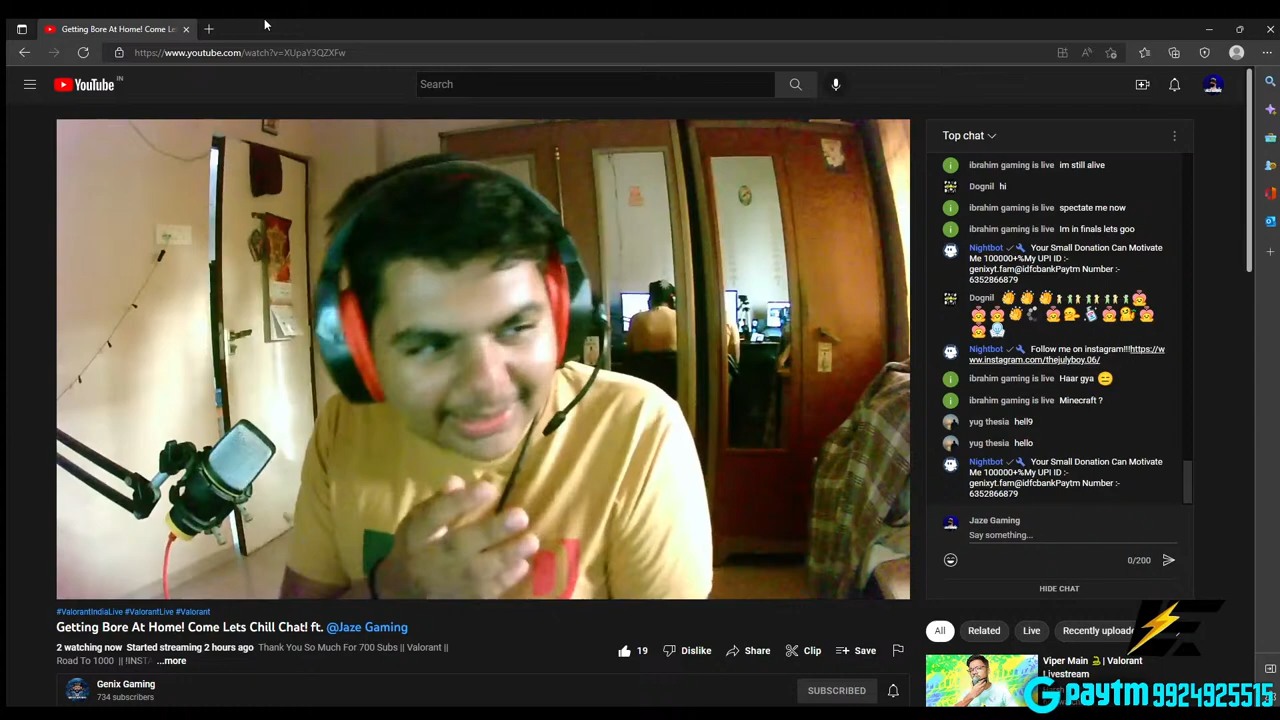 Getting Bore At Home! Come Lets
https://www.youtube.com/watch?v=XUpaY3QZXFw
YouTube IN
Search
Top chat
ibrahim gaming is live im still alive
Dognil hi
ibrahim gaming is live spectate me now
ibrahim gaming is live Im in finals lets goo
Nightbot Your Small Donation Can Motivate
Me 100000+%My UPI ID :-
genixyt.fam@idfcbankPaytm Number :-
6352866879
Dognil
Nightbot Follow me on instagram!!!https://w
ww.instagram.com/thejulyboy.06/
ibrahim gaming is live Haar gya
ibrahim gaming is live Minecraft ?
yug thesia hell9
yug thesia hello
Nightbot Your Small Donation Can Motivate
Me 100000+%My UPI ID :-
genixyt.fam@idfcbankPaytm Number :-
6352866879
Jaze Gaming
Say something...
0/200
HIDE CHAT
#ValorantIndiaLive #ValorantLive #Valorant
Getting Bore At Home! Come Lets Chill Chat! ft. @Jaze Gaming
2 watching now Started streaming 2 hours ago Thank You So Much For 700 Subs || Valorant ||
Road To 1000 || !INSTA ...more
19 Dislike Share Clip Save
Genix Gaming
734 subscribers
SUBSCRIBED
All Related Live Recently uploade
Viper Main | Valorant
Livestream
G paytm 9924925515